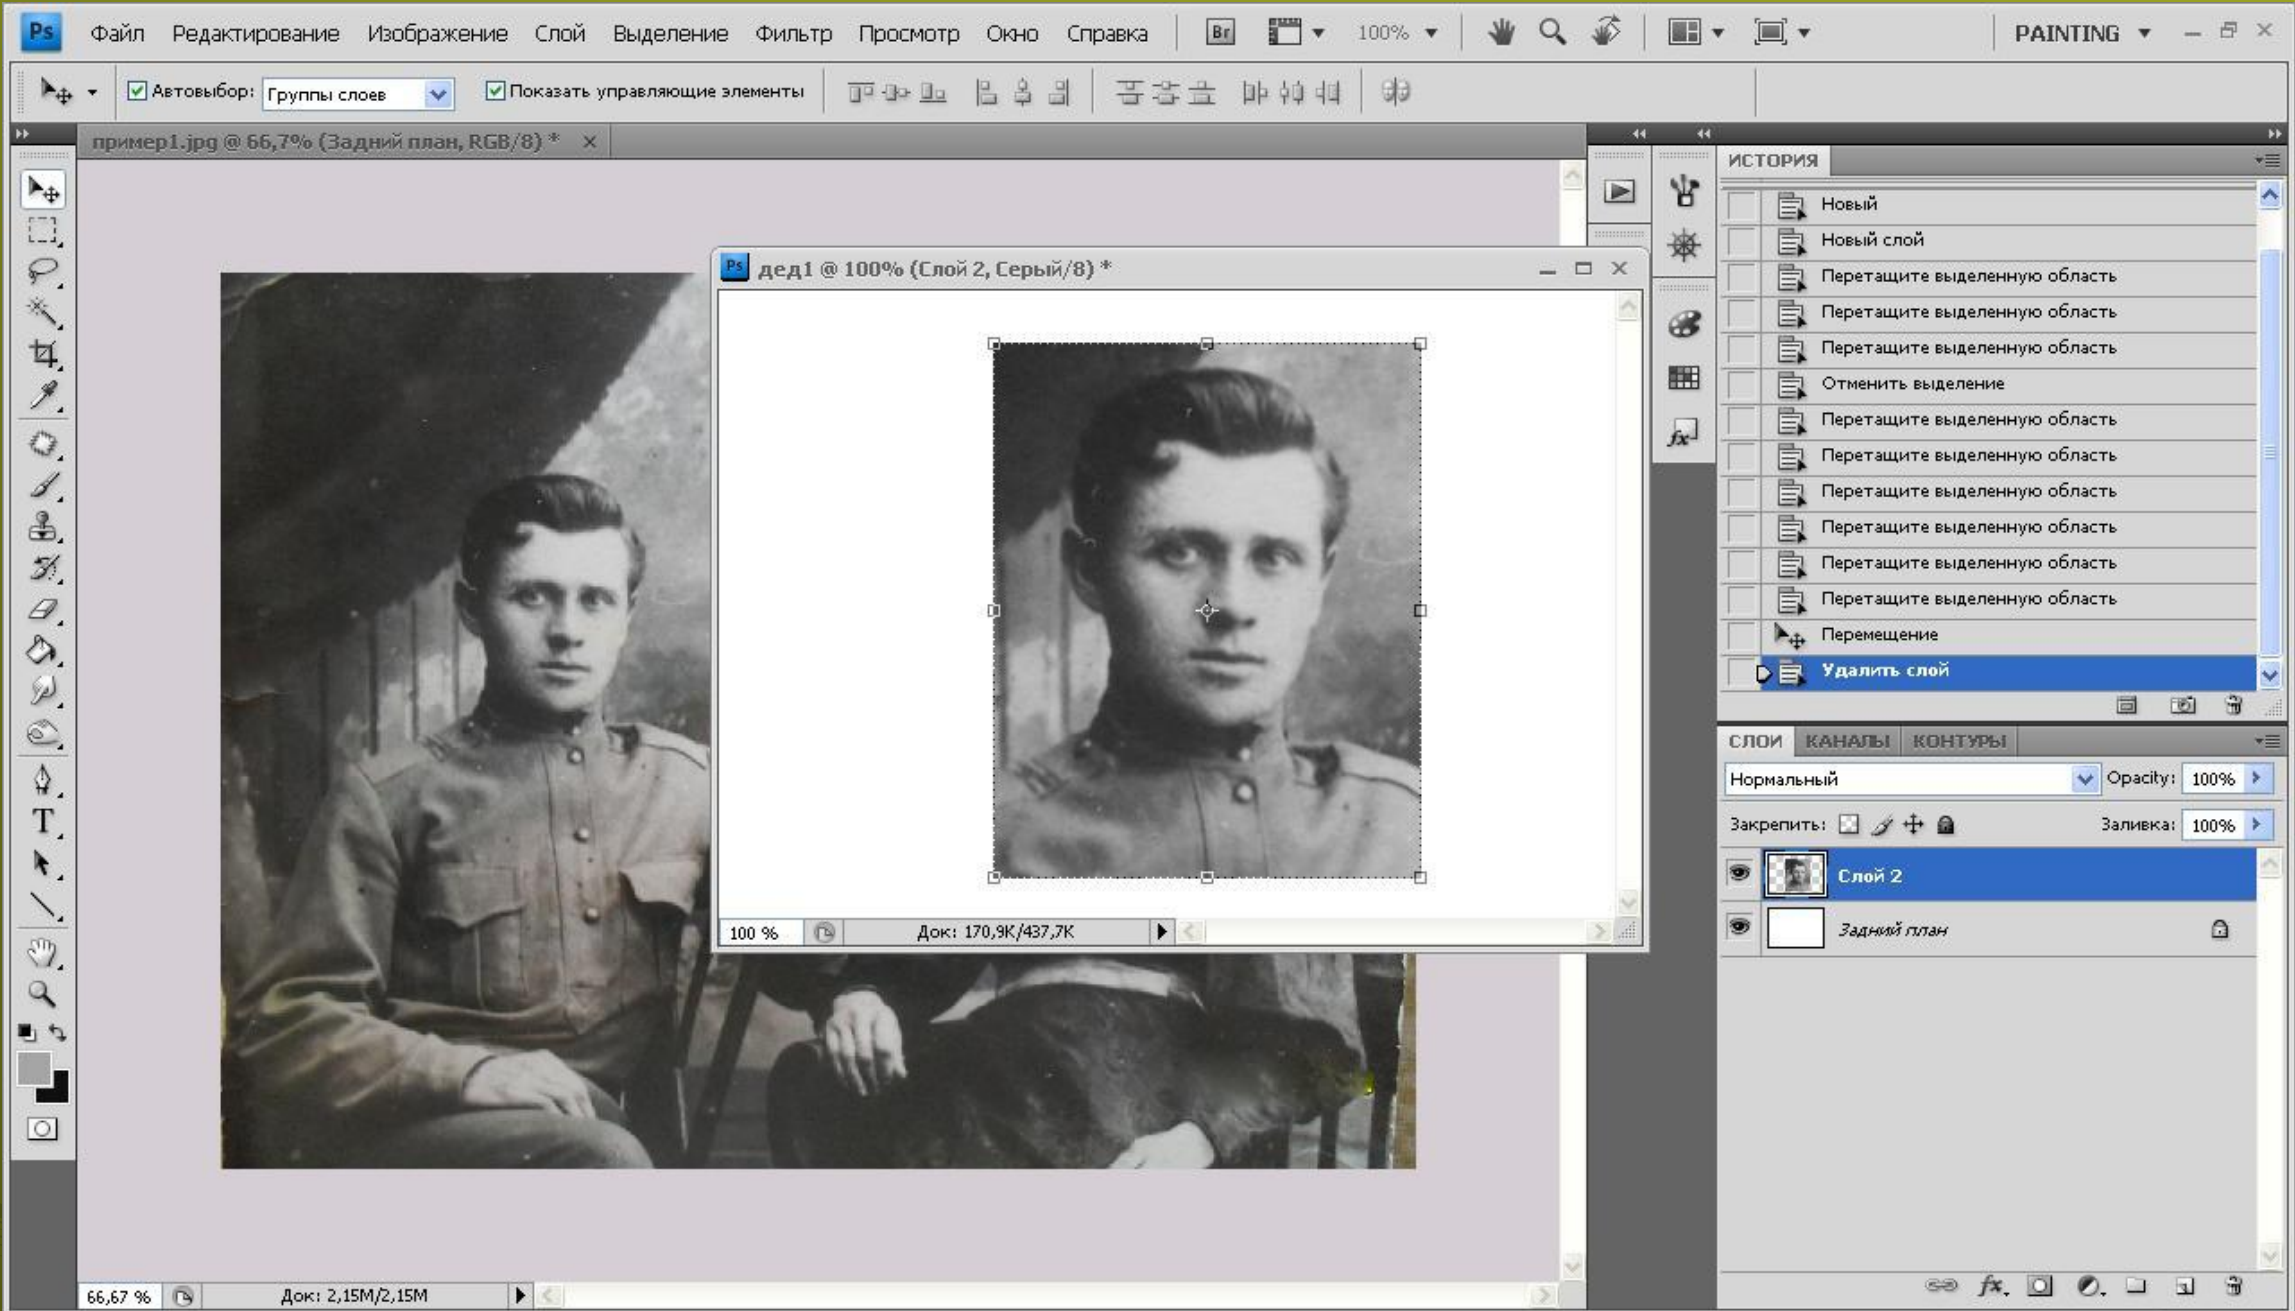 Ps Файл Редактирование Изображение Слой Выделение Фильтр Просмотр Окно Справка Br 100% PAINTING
Автовыбор: Группы слоев Показать управляющие элементы
пример1.jpg @ 66,7% (Задний план, RGB/8) *
Ps дед1 @ 100% (Слой 2, Серый/8) *
100 % Док: 170,9K/437,7K
66,67 % Док: 2,15M/2,15M
T
fx
ИСТОРИЯ
Новый
Новый слой
Перетащите выделенную область
Перетащите выделенную область
Перетащите выделенную область
Отменить выделение
Перетащите выделенную область
Перетащите выделенную область
Перетащите выделенную область
Перетащите выделенную область
Перетащите выделенную область
Перетащите выделенную область
Перемещение
Удалить слой
СЛОИ КАНАЛЫ КОНТУРЫ
Нормальный Opacity: 100%
Закрепить: Заливка: 100%
Слой 2
Задний план
fx.